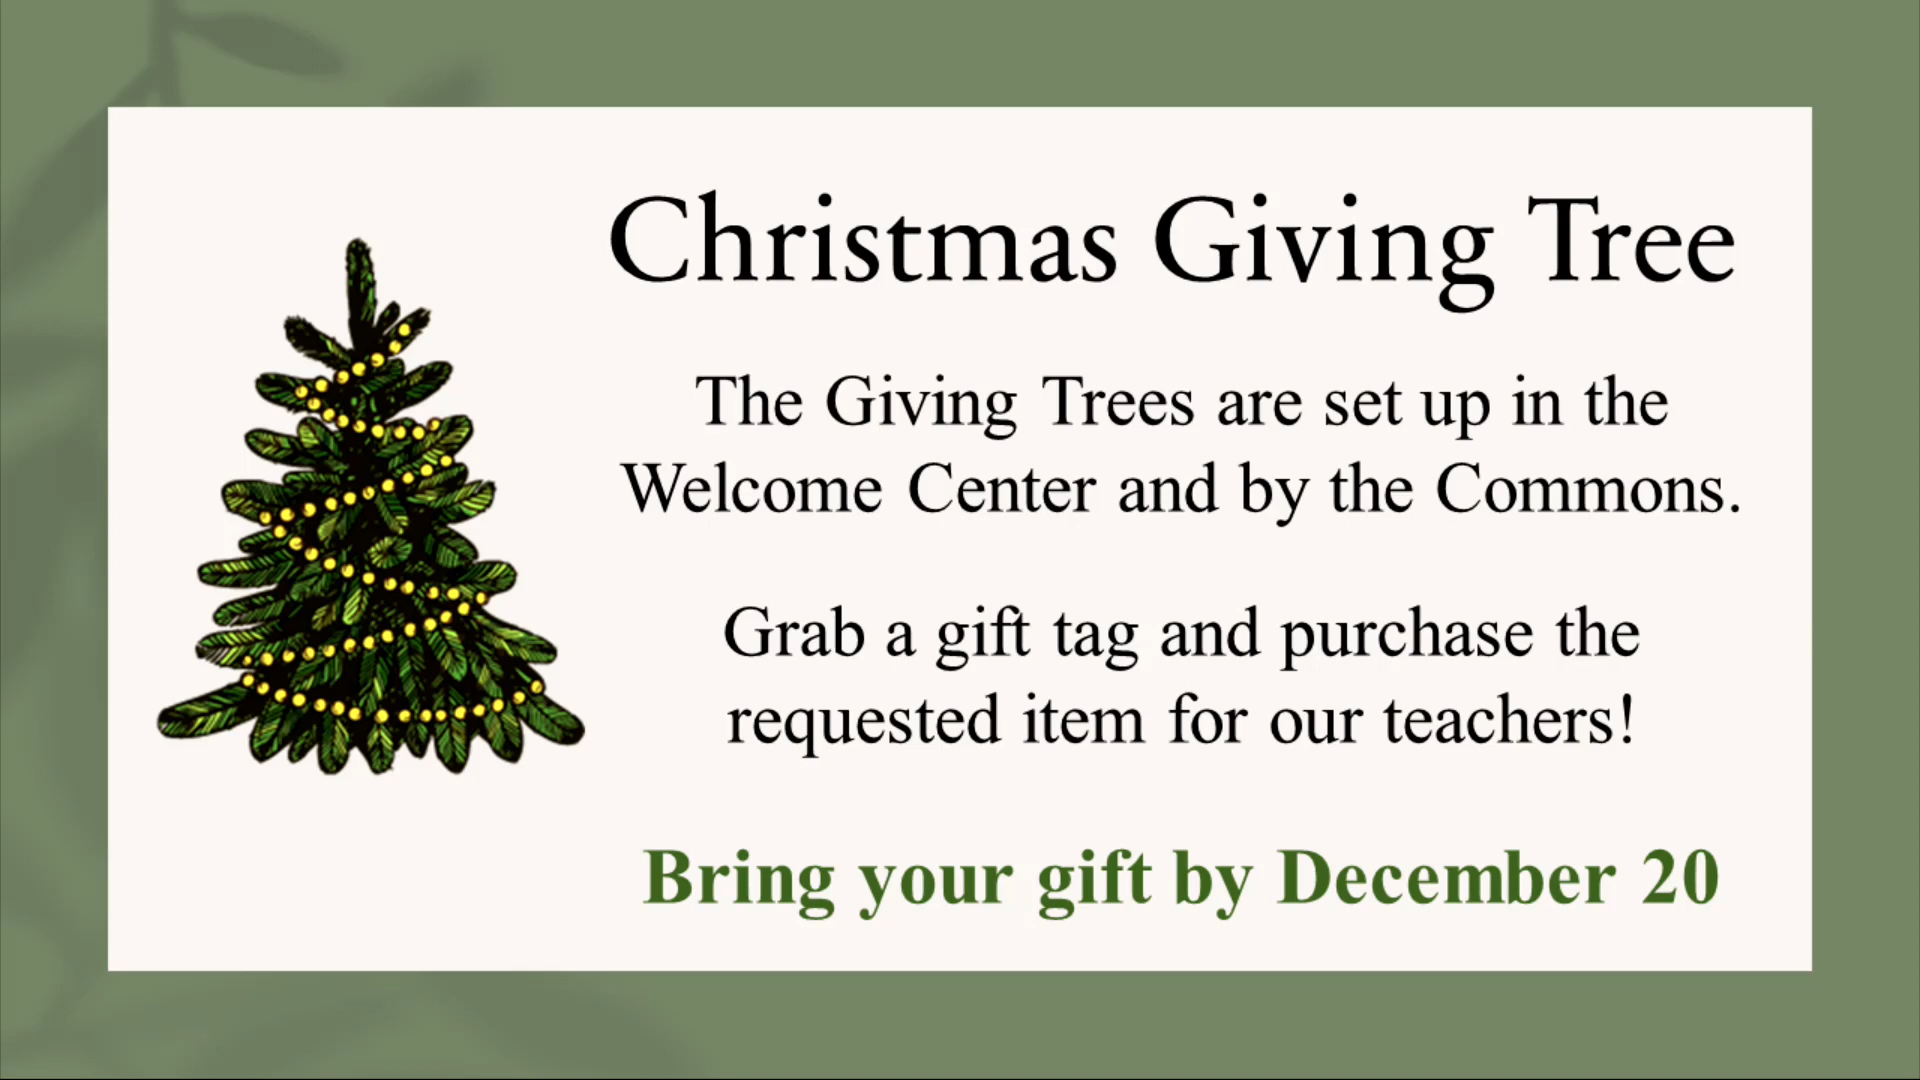 Christmas Giving Tree
The Giving Trees are set up in the
Welcome Center and by the Commons.
Grab a gift tag and purchase the
requested item for our teachers!
Bring your gift by December 20